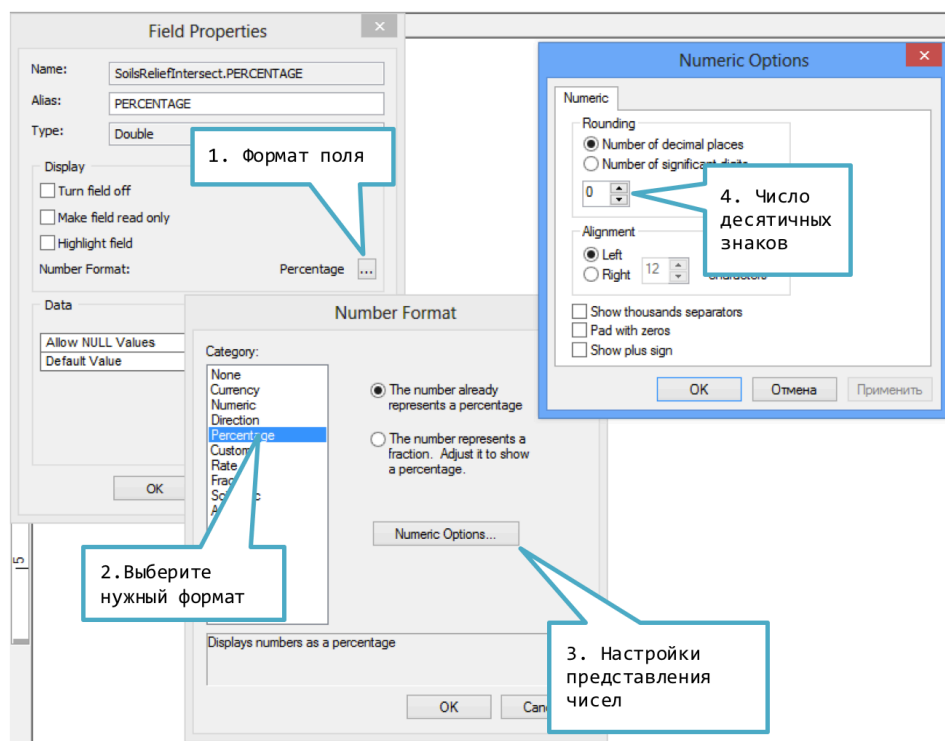 Field Properties
Name:
SoilsReliefIntersect.PERCENTAGE
Alias:
PERCENTAGE
Type:
Double
1. Формат поля
Display
Turn field off
Make field read only
Highlight field
Number Format:
Percentage
...
Data
Allow NULL Values
Default Value
OK
Number Format
Category:
None
Currency
Numeric
Direction
Percentage
Custom
Rate
The number already
represents a percentage
The number represents a
fraction. Adjust it to show
a percentage.
Numeric Options...
2.Выберите
нужный формат
Displays numbers as a percentage
OK
3. Настройки
представления
чисел
Numeric Options
Numeric
Rounding
Number of decimal places
Number of significant
0
4. Число
десятичных
знаков
Alignment
Left
Right
12
Show thousands separators
Pad with zeros
Show plus sign
OK
Отмена
Применить
5